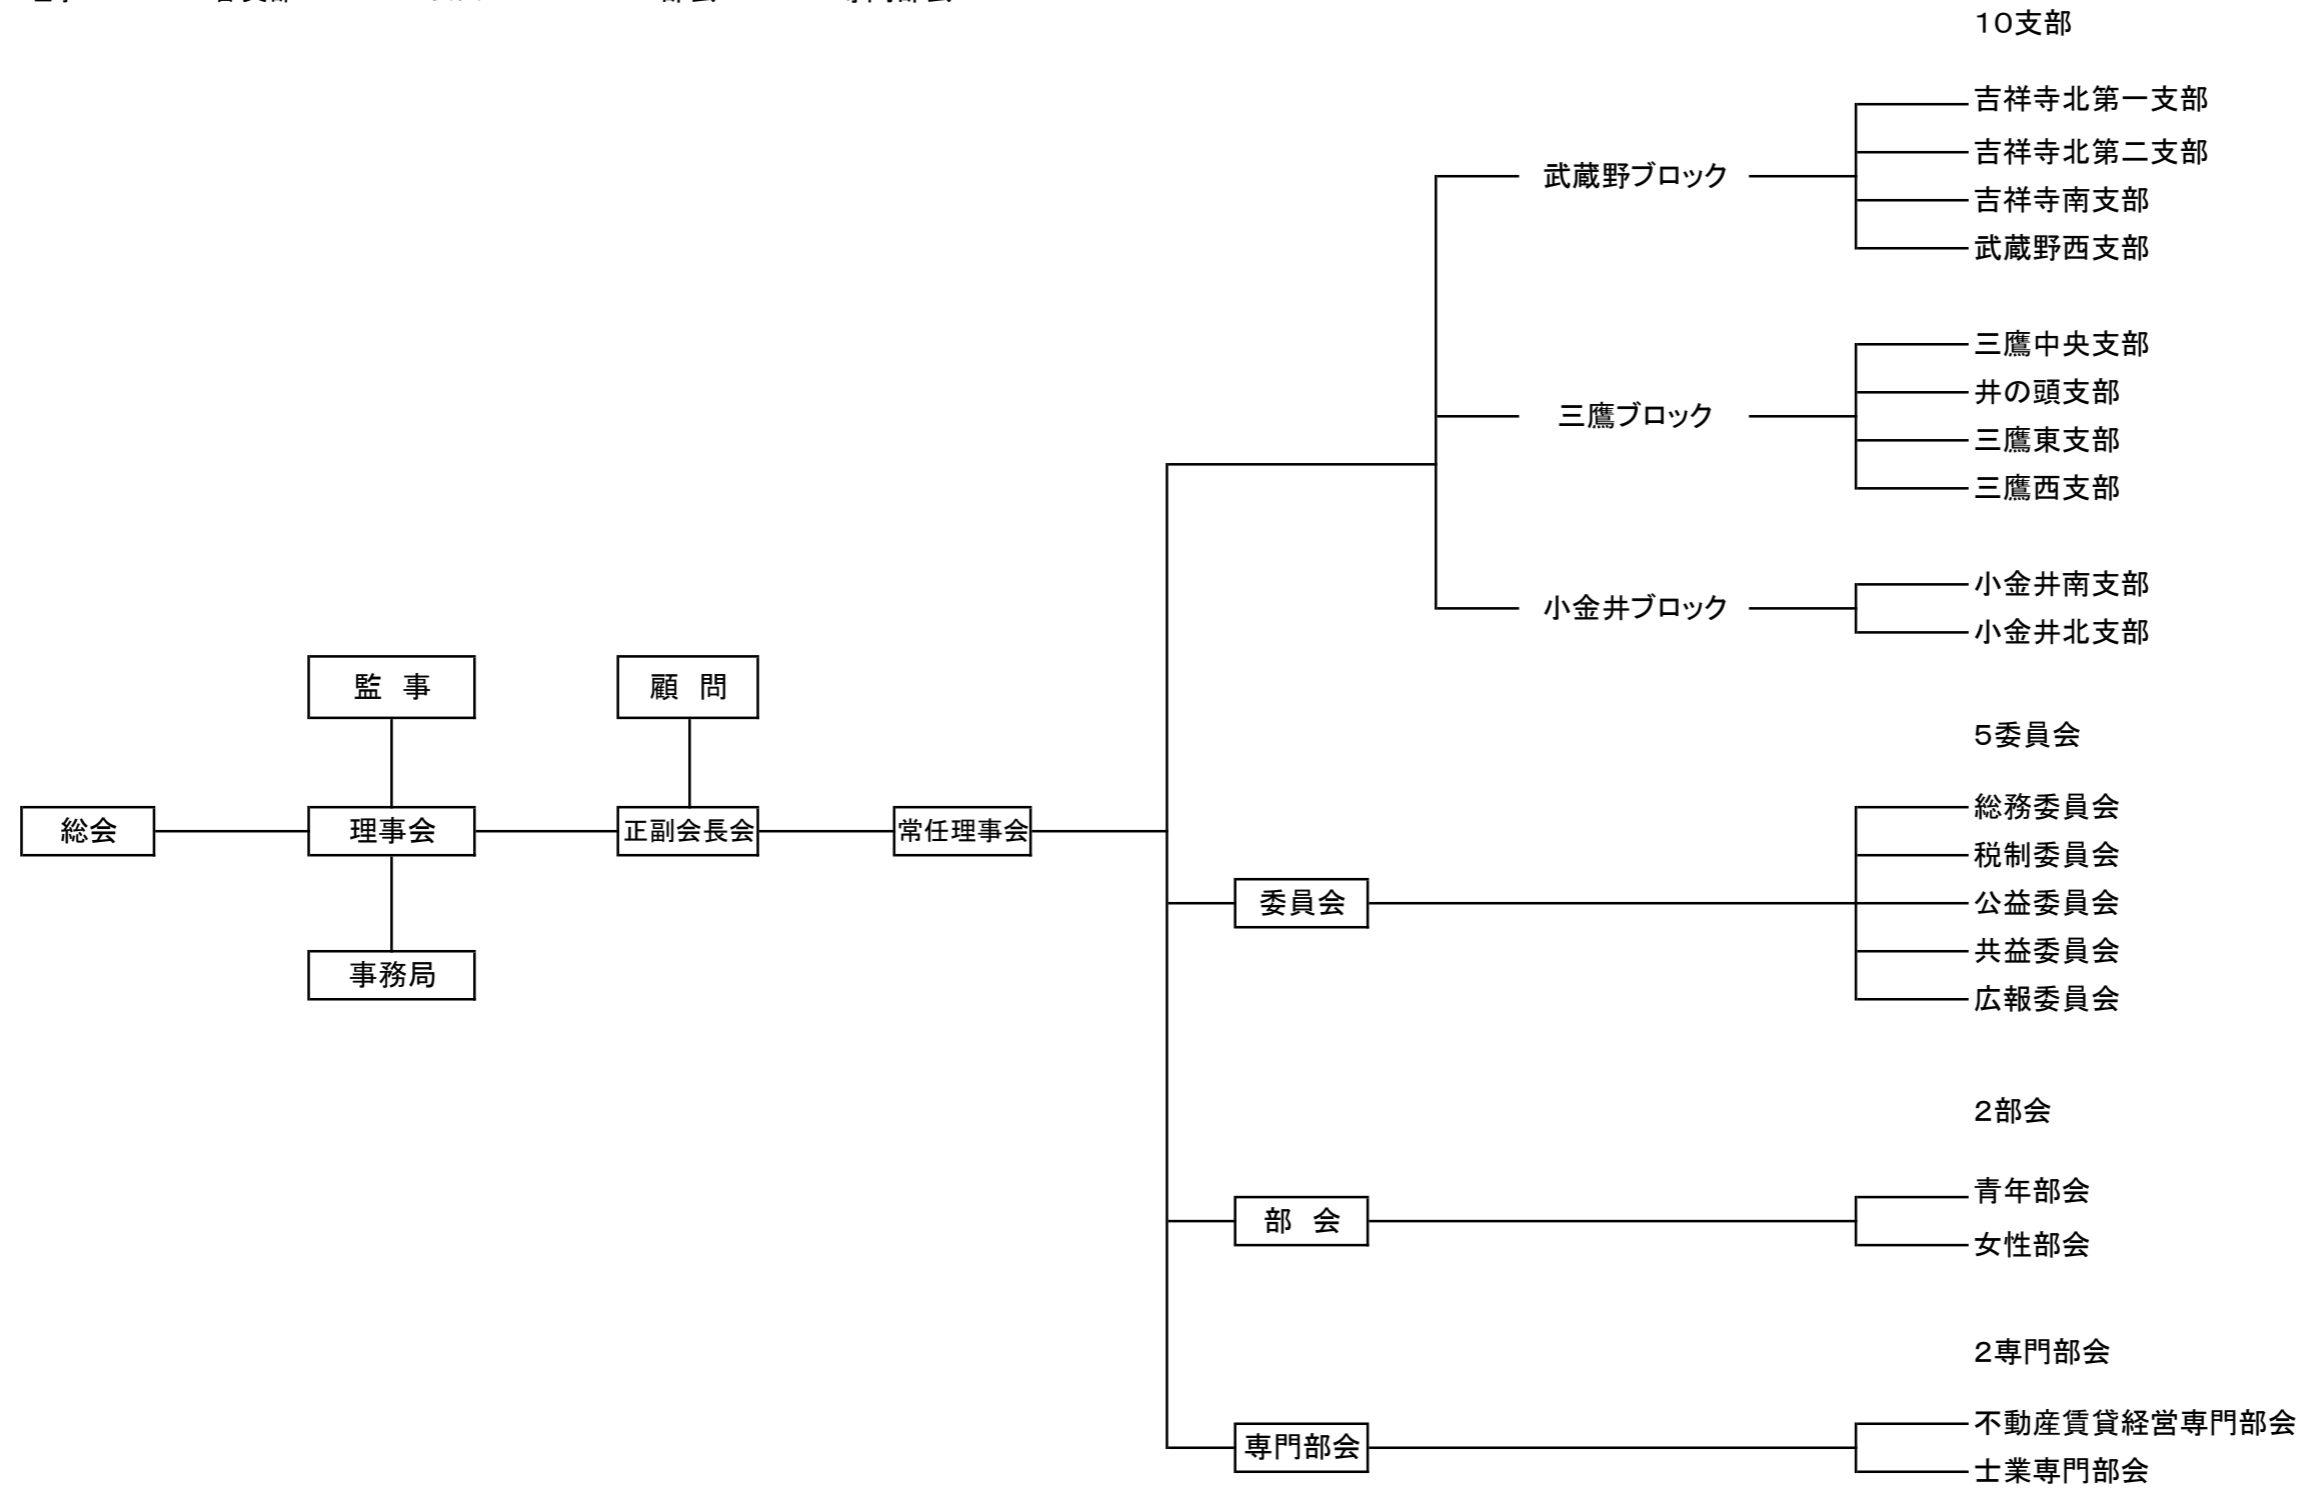 10支部
吉祥寺北第一支部
吉祥寺北第二支部
武蔵野ブロック
吉祥寺南支部
武蔵野西支部
三鷹中央支部
井の頭支部
三鷹ブロック
三鷹東支部
三鷹西支部
小金井南支部
小金井ブロック
小金井北支部
監 事
顧 問
5委員会
総会
理事会
正副会長会
常任理事会
事務局
委員会
総務委員会
税制委員会
公益委員会
共益委員会
広報委員会
2部会
部 会
青年部会
女性部会
2専門部会
専門部会
不動産賃貸経営専門部会
士業専門部会